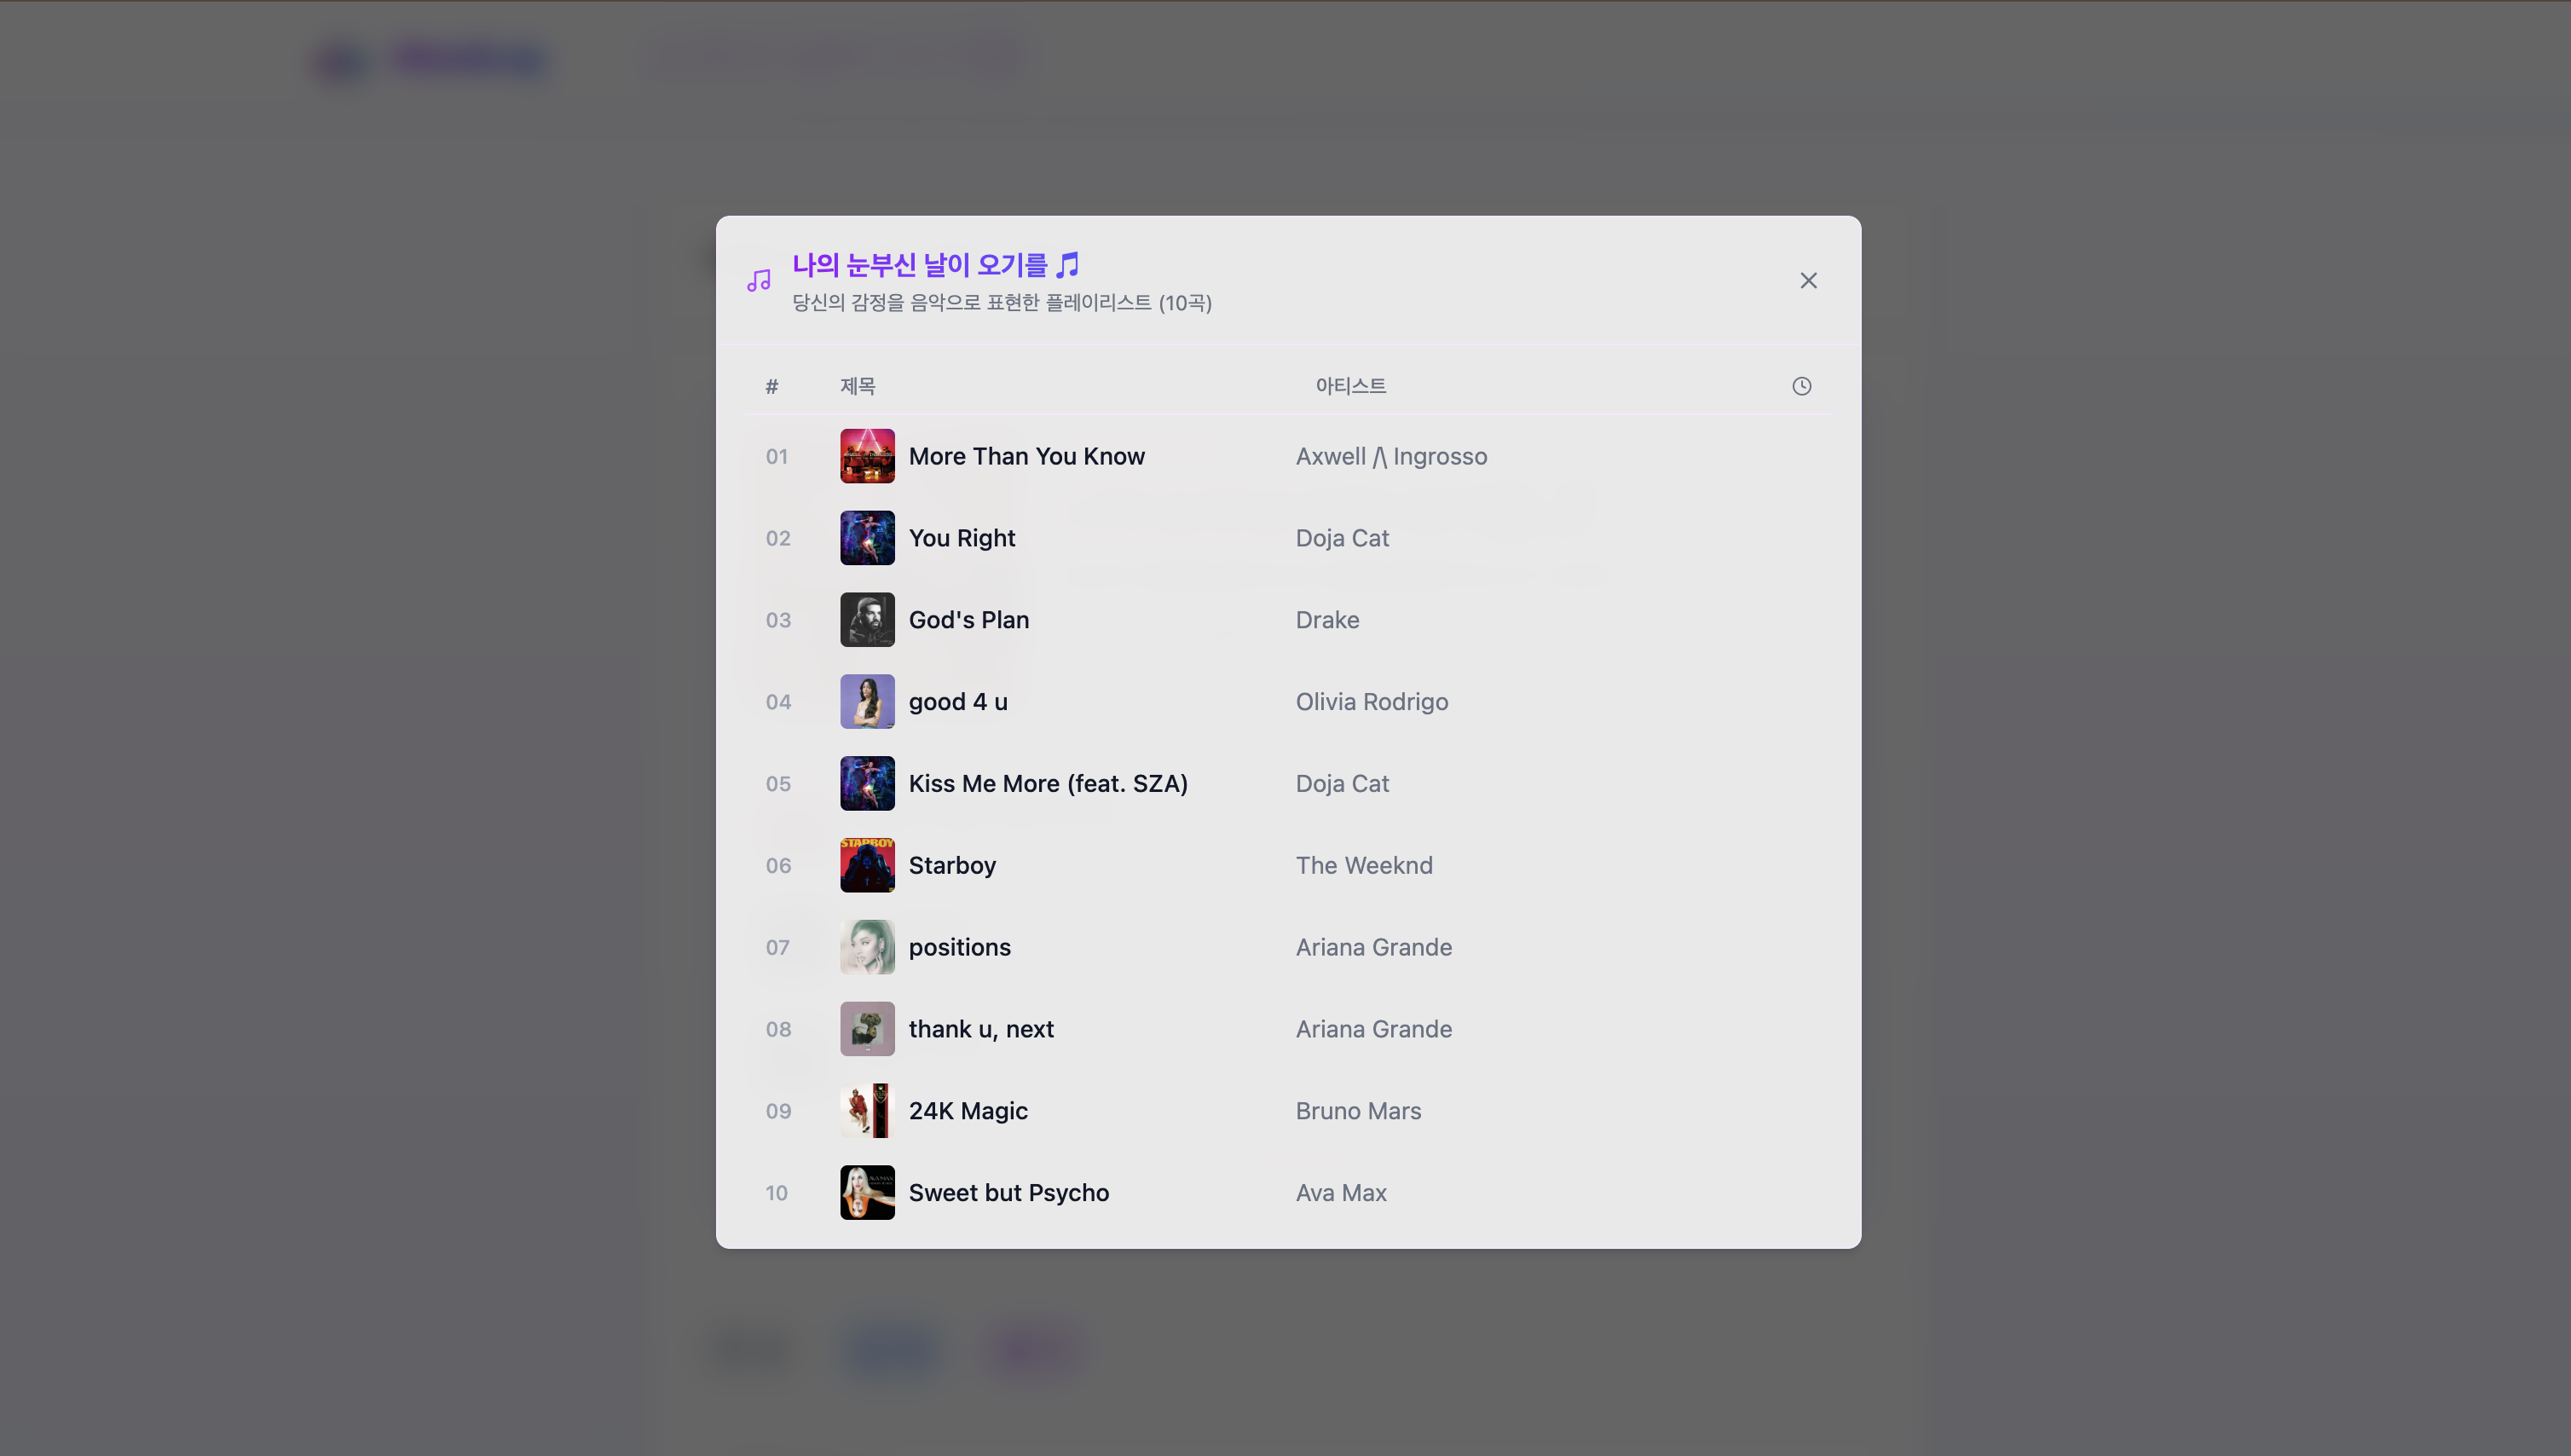 나의 눈부신 날이 오기를 🎵
당신의 감정을 음악으로 표현한 플레이리스트 (10곡)
# 제목 아티스트
01 More Than You Know Axwell /\ Ingrosso
02 You Right Doja Cat
03 God's Plan Drake
04 good 4 u Olivia Rodrigo
05 Kiss Me More (feat. SZA) Doja Cat
STARBOY
06 Starboy The Weeknd
07 positions Ariana Grande
08 thank u, next Ariana Grande
09 24K Magic Bruno Mars
10 Sweet but Psycho Ava Max